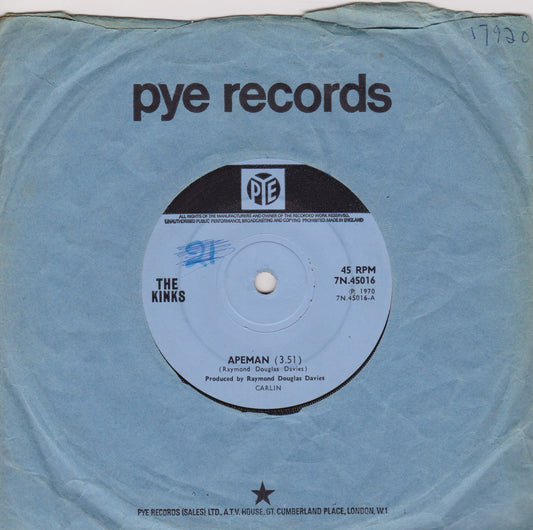 17920
pye records
PYE
ALL RIGHTS OF THE MANUFACTURERS AND OWNER OF THE RECORDED WORK RESERVED.
UNAUTHORISED PUBLIC PERFORMANCE, BROADCASTING AND COPYING PROHIBITED. MADE IN ENGLAND
21
THE
KINKS
45 RPM
7N.45016
℗ 1970
7N.45016-A
APEMAN (3.51)
(Raymond Douglas Davies)
Produced by Raymond Douglas Davies
CARLIN
PYE RECORDS (SALES) LTD., A.T.V. HOUSE, GT. CUMBERLAND PLACE, LONDON, W.1